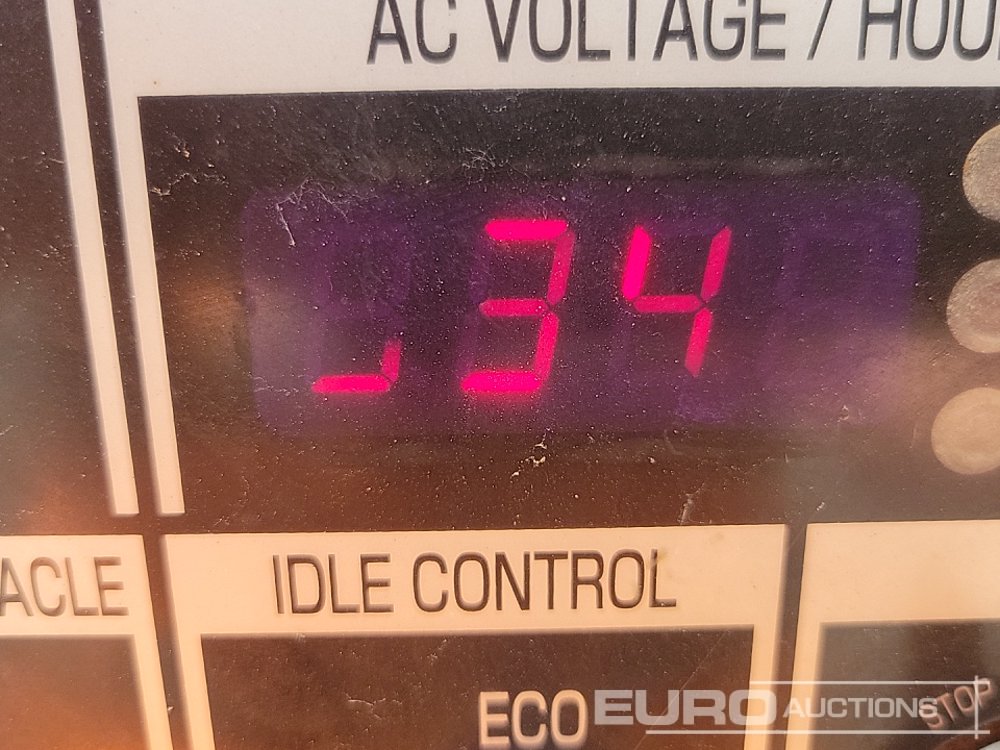 AC VOLTAGE / HOU
34
ACLE
IDLE CONTROL
ECO
STOP
EURO AUCTIONS